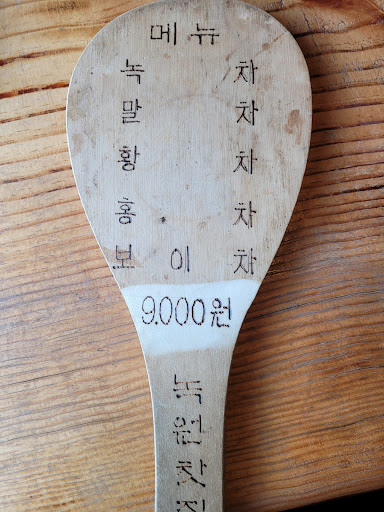 메뉴
녹 차
말 차
황 차
홍 차
보 이 차
9.000원
녹
원
찻
집